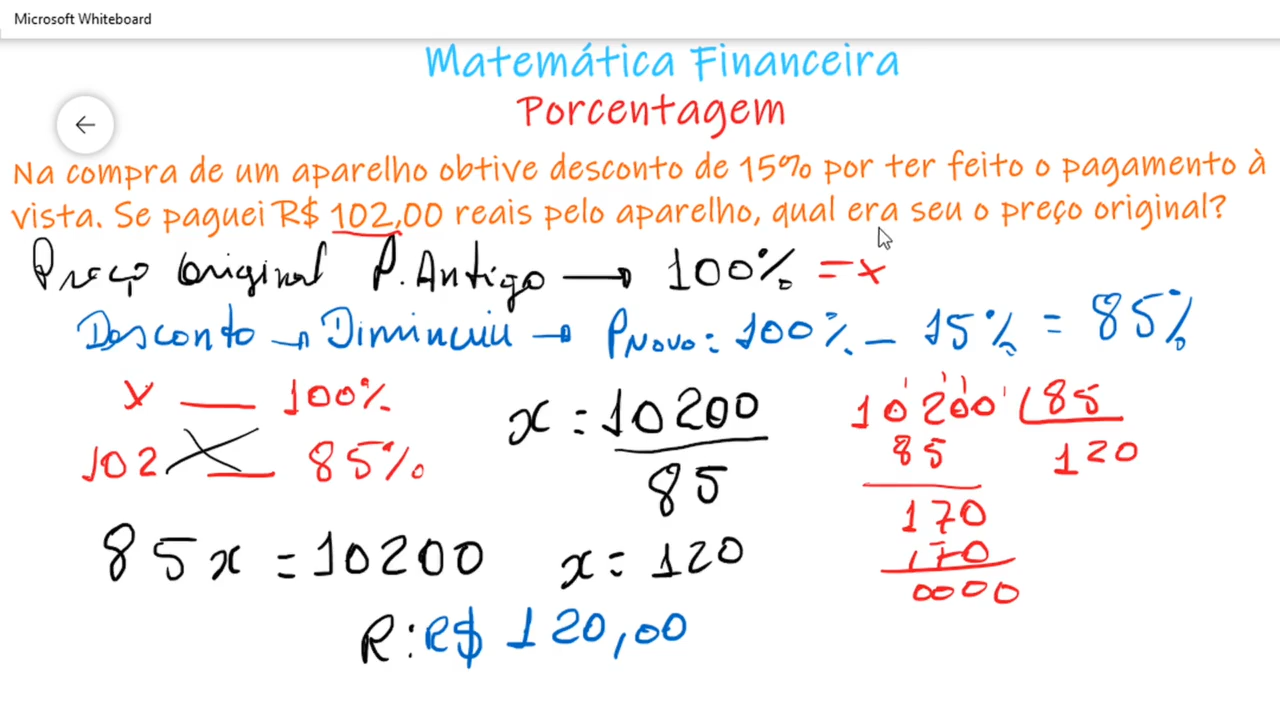 Microsoft Whiteboard
Matemática Financeira
Porcentagem
Na compra de um aparelho obtive desconto de 15% por ter feito o pagamento à
vista. Se paguei R$ 102,00 reais pelo aparelho, qual era seu o preço original?
Preço Original P. Antigo → 100% = x
Desconto → Diminuiu → PNovo: 100% - 15% = 85%
x — 100%
102 — 85%
85x = 10200
x = 10200
85
x = 120
10200 85
85 120
170
170
0000
R: R$ 120,00